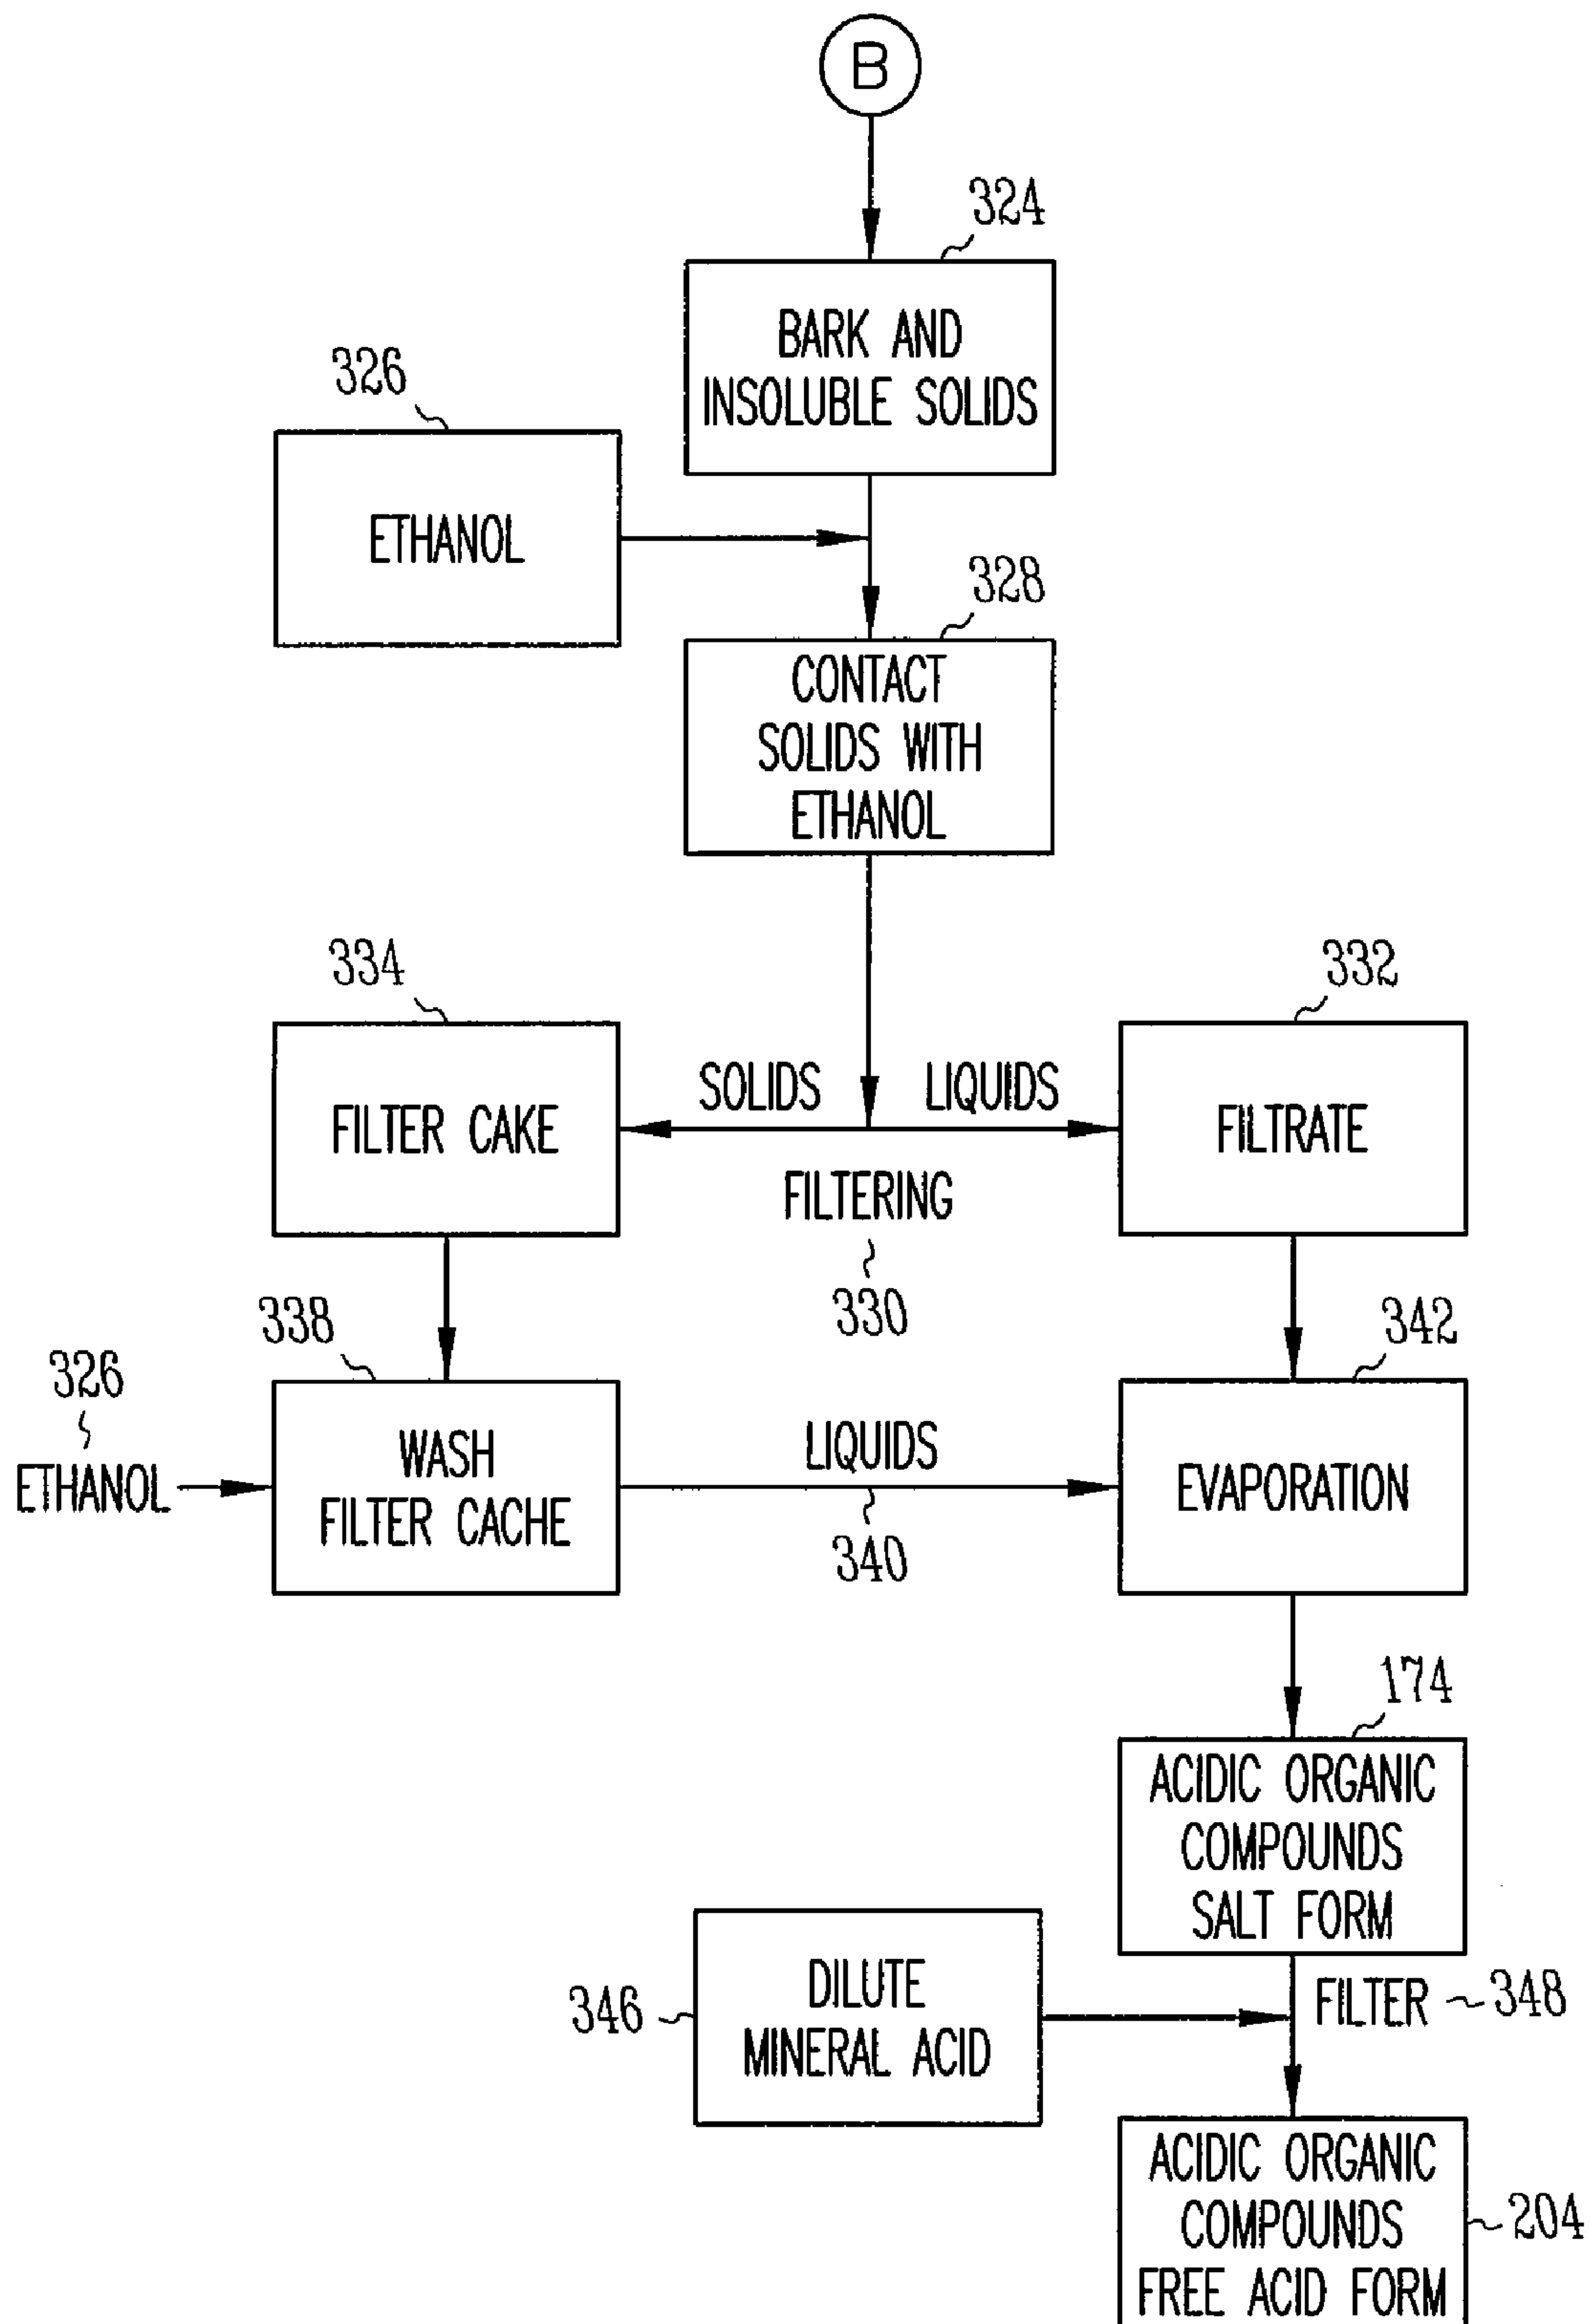 B
324
BARK AND
INSOLUBLE SOLIDS
326
ETHANOL
328
CONTACT
SOLIDS WITH
ETHANOL
334
332
SOLIDS
LIQUIDS
FILTER CAKE
FILTRATE
FILTERING
330
338
342
326
ETHANOL
WASH
FILTER CACHE
LIQUIDS
340
EVAPORATION
174
ACIDIC ORGANIC
COMPOUNDS
SALT FORM
346
DILUTE
MINERAL ACID
FILTER
348
ACIDIC ORGANIC
COMPOUNDS
FREE ACID FORM
204